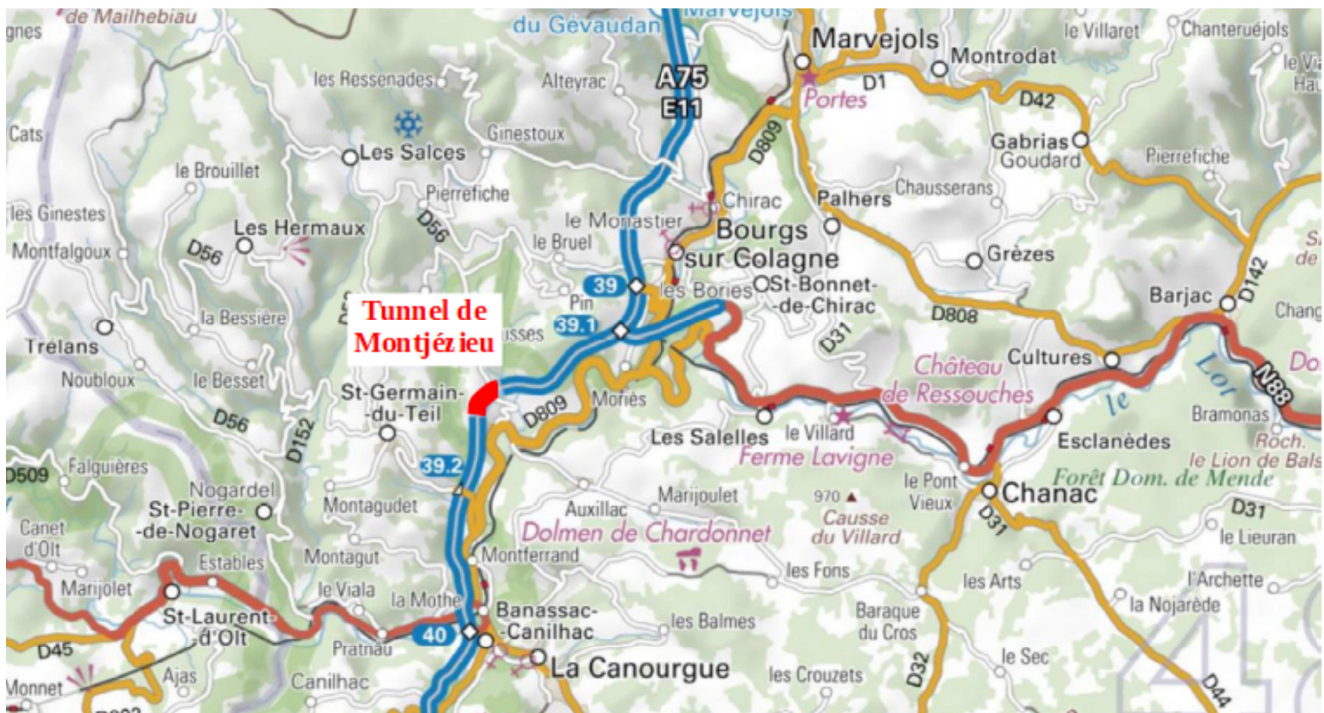 de Mailhebiau
du Gévaudan
Marvejols
le Villaret
Chanteruéjols
gnes
Marvejols
Montrodat
les Ressenades
Alteyrac
A75
E11
Portes
D1
D42
Cats
Ginestoux
Les Salces
D809
Gabrias
Goudard
Pierrefiche
le Brouillet
Pierrefiche
Chirac
Palhers
Chausserans
les Ginestes
Les Hermaux
D56
le Monastier
Bourgs
sur Colagne
Montfalgoux
D56
le Bruel
Grèzes
39
les Bories
St-Bonnet-
de-Chirac
Barjac
D142
Pin
39.1
Tunnel de
Montjézieu
usses
la Bessière
D808
D31
Trélans
Cultures
Château
de Ressouches
Noubloux
le Besset
St-Germain-
-du-Teil
Moriès
le Lot
N88
D56
D809
Bramonas
D152
Les Salelles
le Villard
Ferme Lavigne
Esclanèdes
Roch.
le Lion de Bals
D509
Falguières
39.2
le Pont
Vieux
Forêt Dom. de Mende
Nogardel
St-Pierre-
-de-Nogaret
Montagudet
Auxillac
Marijoulet
970
Causse
du Villard
Chanac
D31
D31
Canet
d'Olt
Dolmen de Chardonnet
le Lieuran
Estables
Montagut
Montferrand
Marijolet
les Fons
les Arts
l'Archette
le Viala
la Mothe
Banassac-
-Canilhac
la Nojarède
St-Laurent-
d'Olt
40
les Balmes
Baraque
du Cros
D45
Pratnau
La Canourgue
le Sec
Ajas
Monnet
Canilhac
les Crouzets
D32
D44